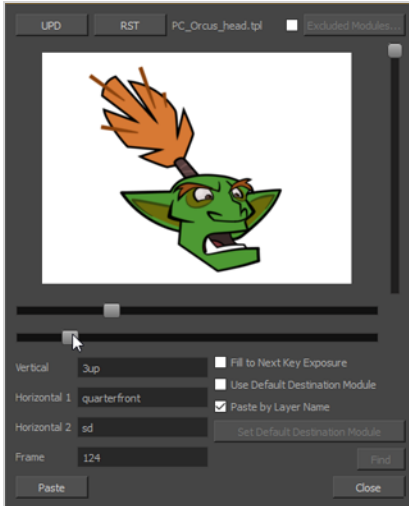 UPD RST PC_Orcus_head.tpl Excluded Modules...
Vertical 3up
Fill to Next Key Exposure
Use Default Destination Module
Horizontal 1 quarterfront
Paste by Layer Name
Horizontal 2 sd
Set Default Destination Module
Frame 124
Find
Paste Close